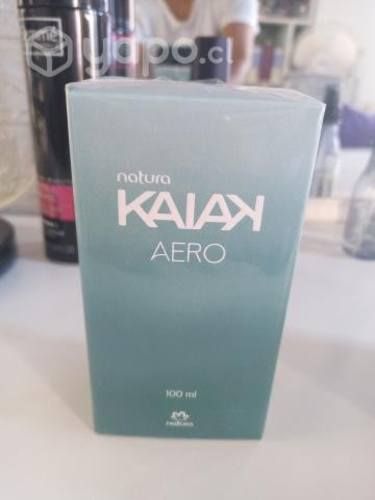 yapo.cl
natura
KAIAK
AERO
100 ml
natura